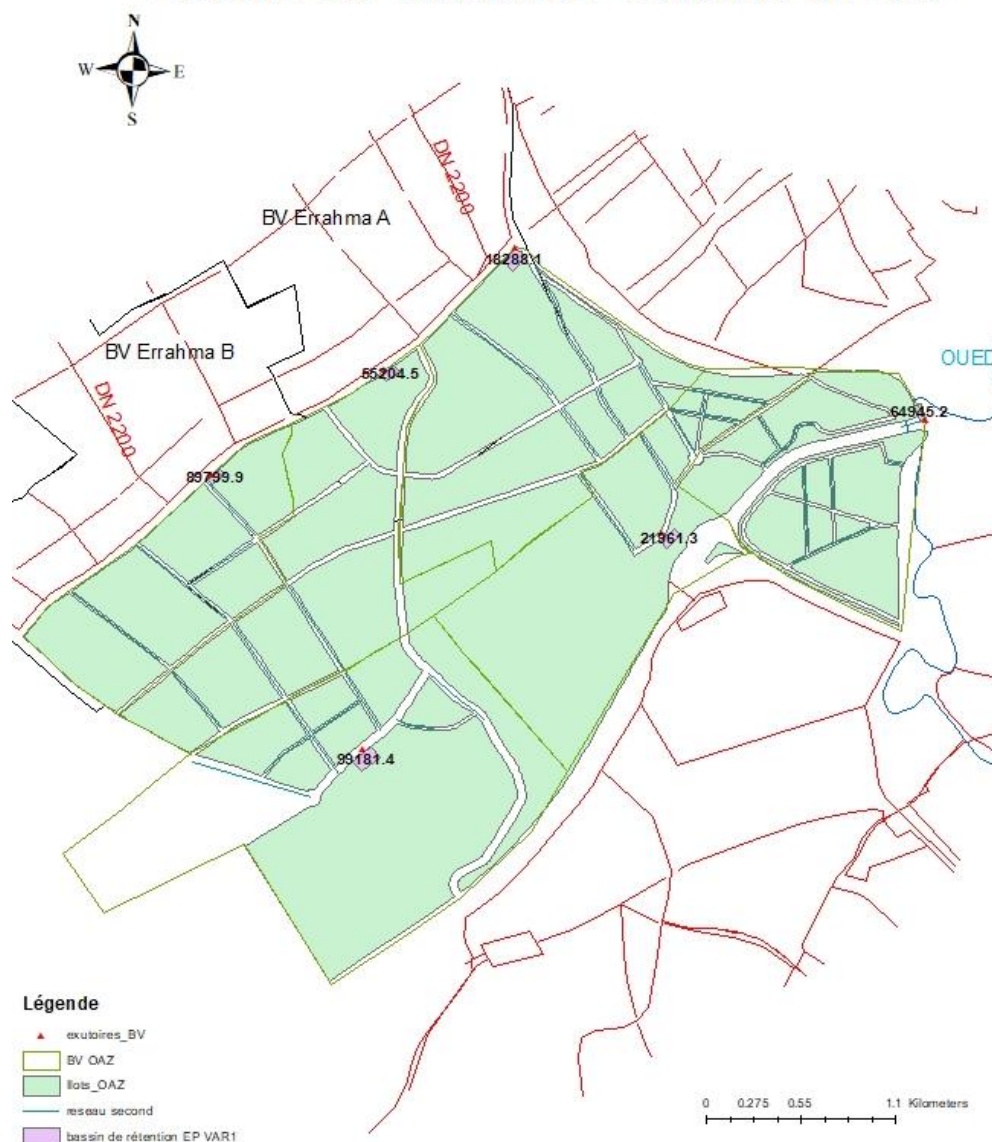 N
W E
S
DN 2200
BV Errahma A
18288.1
BV Errahma B
55204.5
OUED
DN 2200
64945.2
89799.9
21961.3
99181.4
Légende
exutoires_BV
BV OAZ
Ilots_OAZ
reseau second
bassin de rétention EP VAR1
0 0.275 0.55 1.1 Kilometers